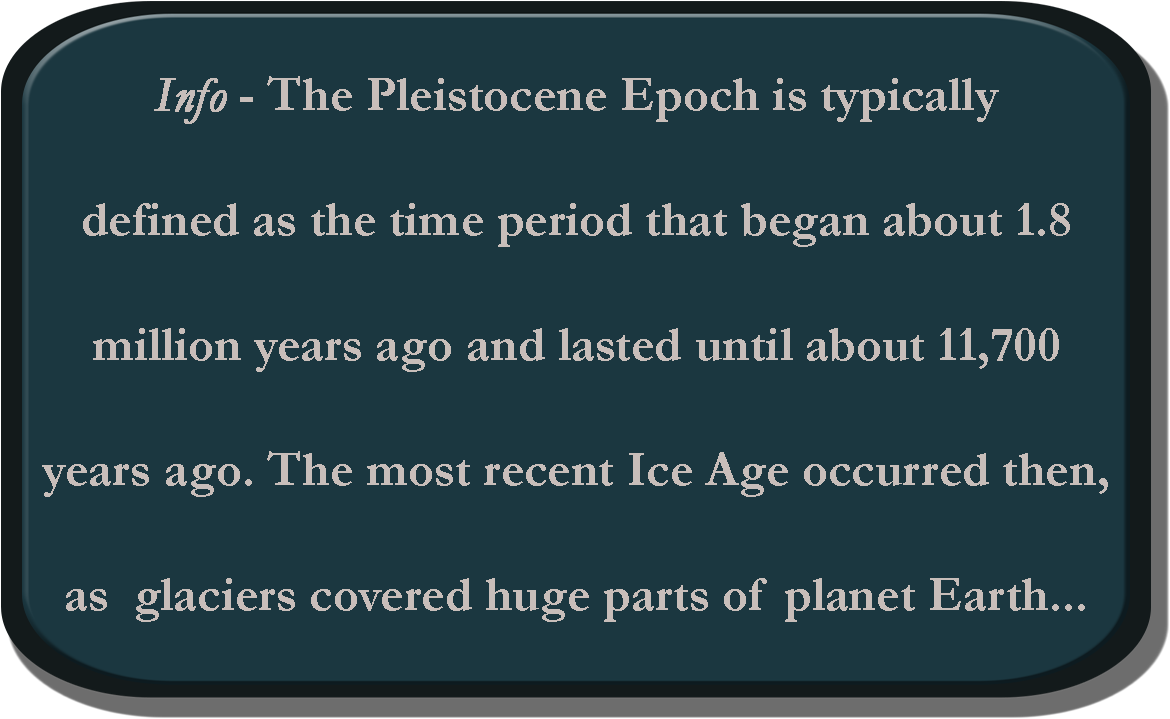 Info - The Pleistocene Epoch is typically
defined as the time period that began about 1.8
million years ago and lasted until about 11,700
years ago. The most recent Ice Age occurred then,
as glaciers covered huge parts of planet Earth...